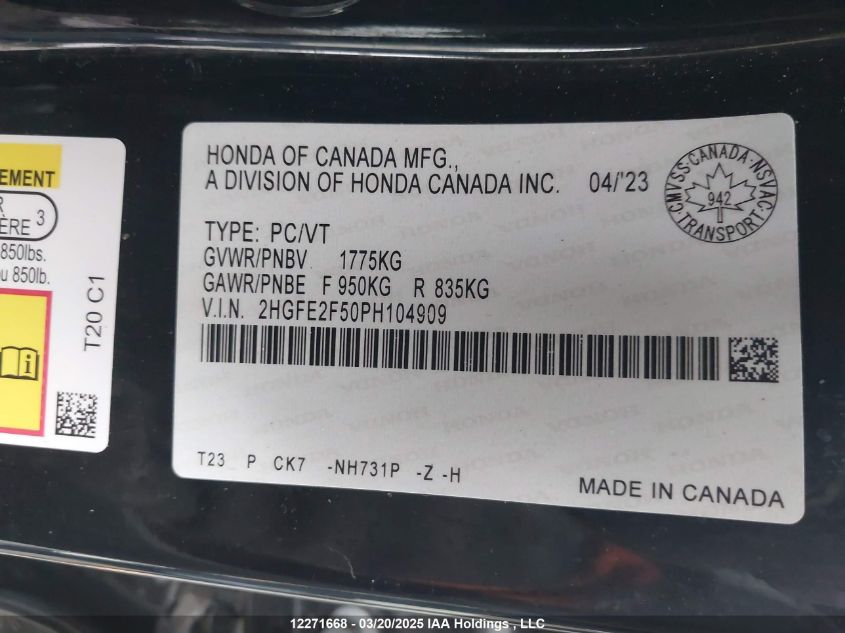 EMENT
R
ÈRE 3
850lbs.
ou 850lb.
T20 C1
HONDA OF CANADA MFG.,
A DIVISION OF HONDA CANADA INC. 04/'23
CMVSS·CANADA·NSVAC
942
TRANSPORT
TYPE: PC/VT
GVWR/PNBV 1775KG
GAWR/PNBE F 950KG R 835KG
V.I.N. 2HGFE2F50PH104909
T23 P CK7 -NH731P -Z -H
MADE IN CANADA
12271668 - 03/20/2025 IAA Holdings, LLC